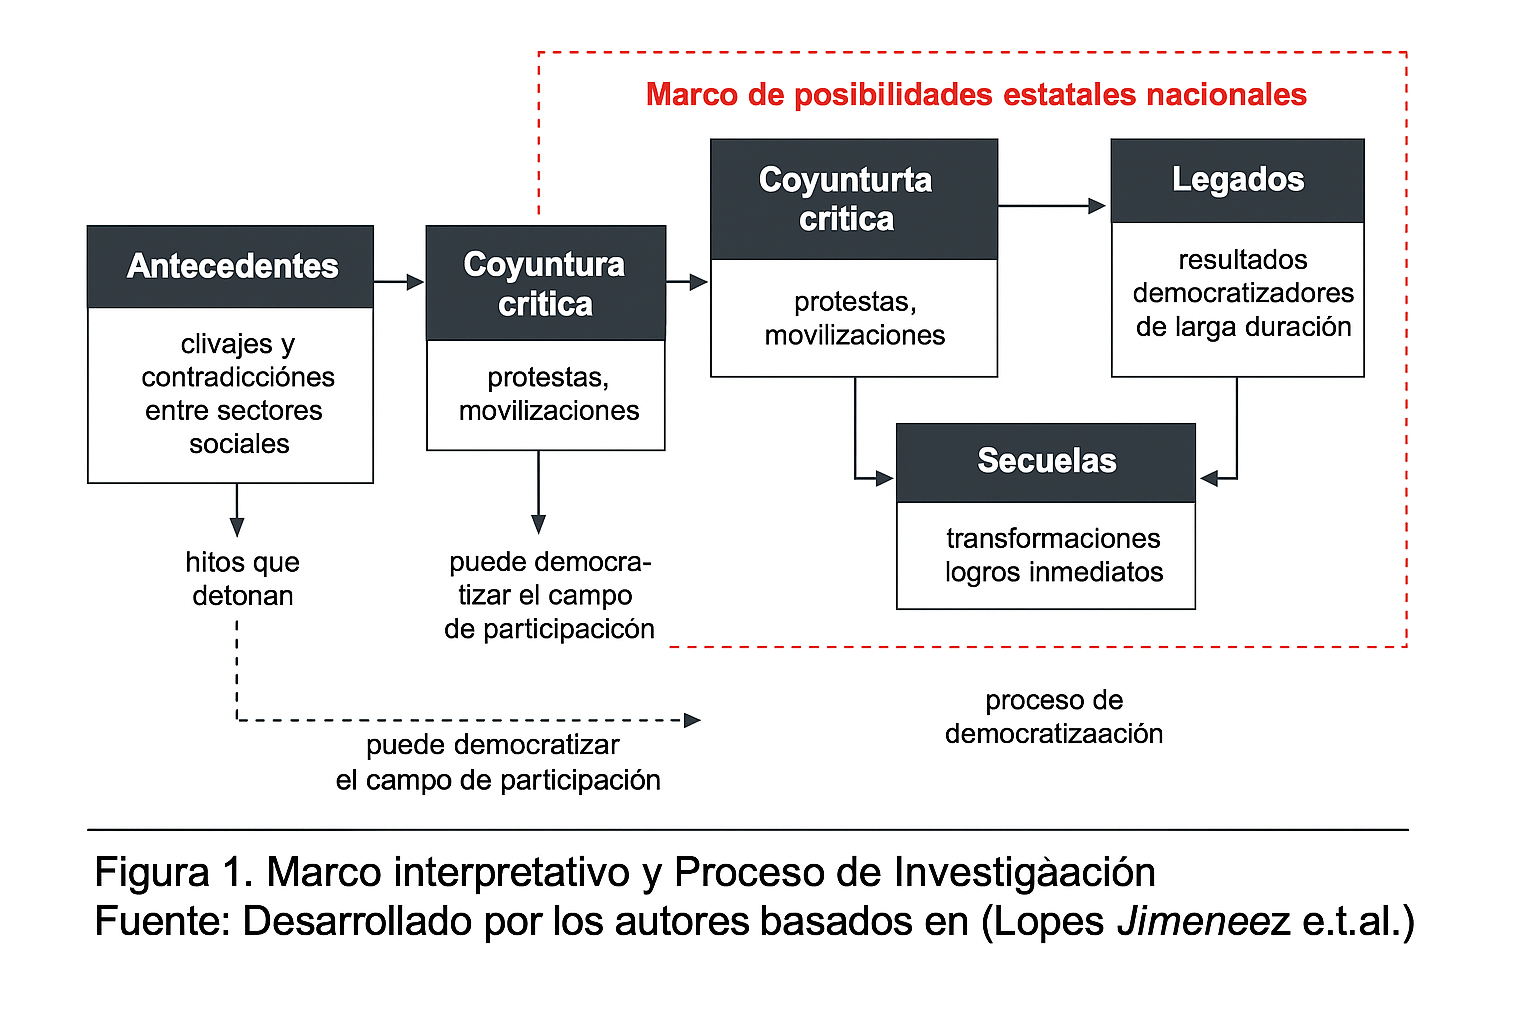 Marco de posibilidades estatales nacionales
Antecedentes
clivajes y
contradicciónes
entre sectores
sociales
hitos que
detonan
Coyuntura
critica
protestas,
movilizaciones
puede democra-
tizar el campo
de participacicón
Coyunturta
critica
protestas,
movilizaciones
Legados
resultados
democratizadores
de larga duración
Secuelas
transformaciones
logros inmediatos
puede democratizar
el campo de participación
proceso de
democratizaación
Figura 1. Marco interpretativo y Proceso de Investigàación
Fuente: Desarrollado por los autores basados en (Lopes Jimeneez e.t.al.)